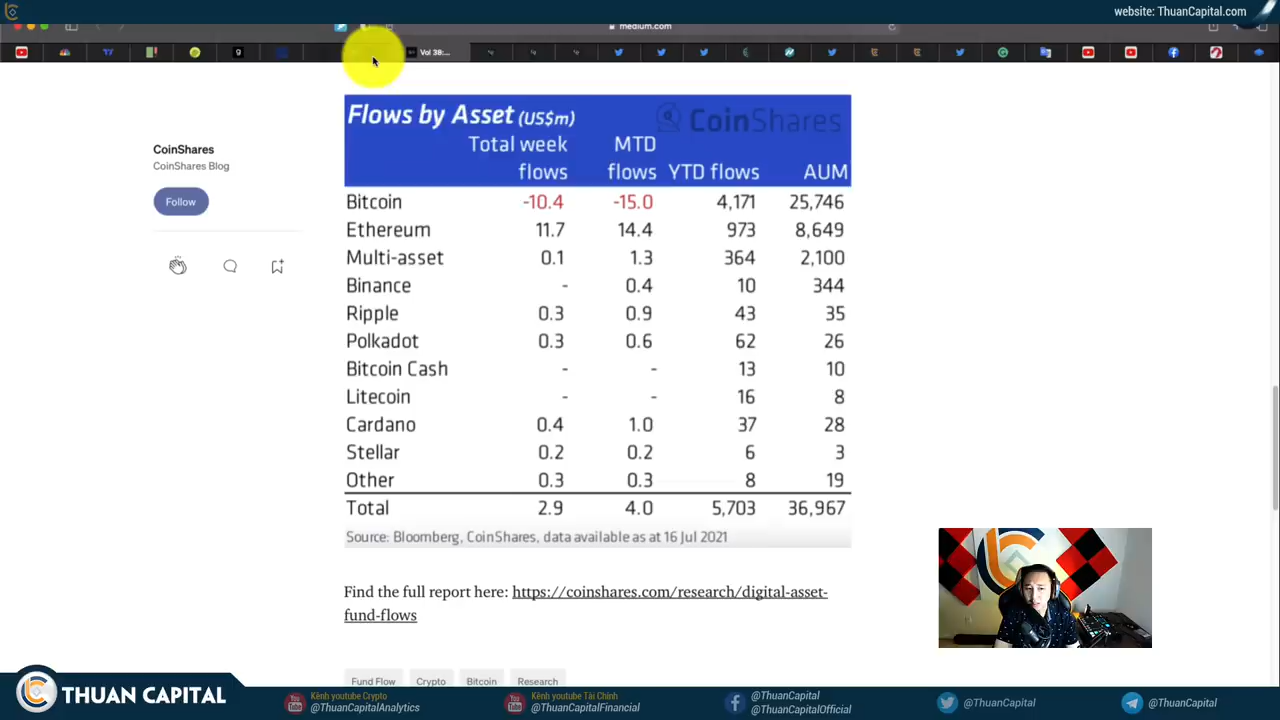 website: ThuanCapital.com
medium.com
Vol 38:...
Flows by Asset (US$m) CoinShares
Total week flows MTD flows YTD flows AUM
Bitcoin -10.4 -15.0 4,171 25,746
Ethereum 11.7 14.4 973 8,649
Multi-asset 0.1 1.3 364 2,100
Binance - 0.4 10 344
Ripple 0.3 0.9 43 35
Polkadot 0.3 0.6 62 26
Bitcoin Cash - - 13 10
Litecoin - - 16 8
Cardano 0.4 1.0 37 28
Stellar 0.2 0.2 6 3
Other 0.3 0.3 8 19
Total 2.9 4.0 5,703 36,967
Source: Bloomberg, CoinShares, data available as at 16 Jul 2021
CoinShares
CoinShares Blog
Follow
Find the full report here: https://coinshares.com/research/digital-asset-
fund-flows
Fund Flow Crypto Bitcoin Research
THUAN CAPITAL
Kênh youtube Crypto
@ThuanCapitalAnalytics
Kênh youtube Tài Chính
@ThuanCapitalFinancial
@ThuanCapital
@ThuanCapitalOfficial
@ThuanCapital
@ThuanCapital